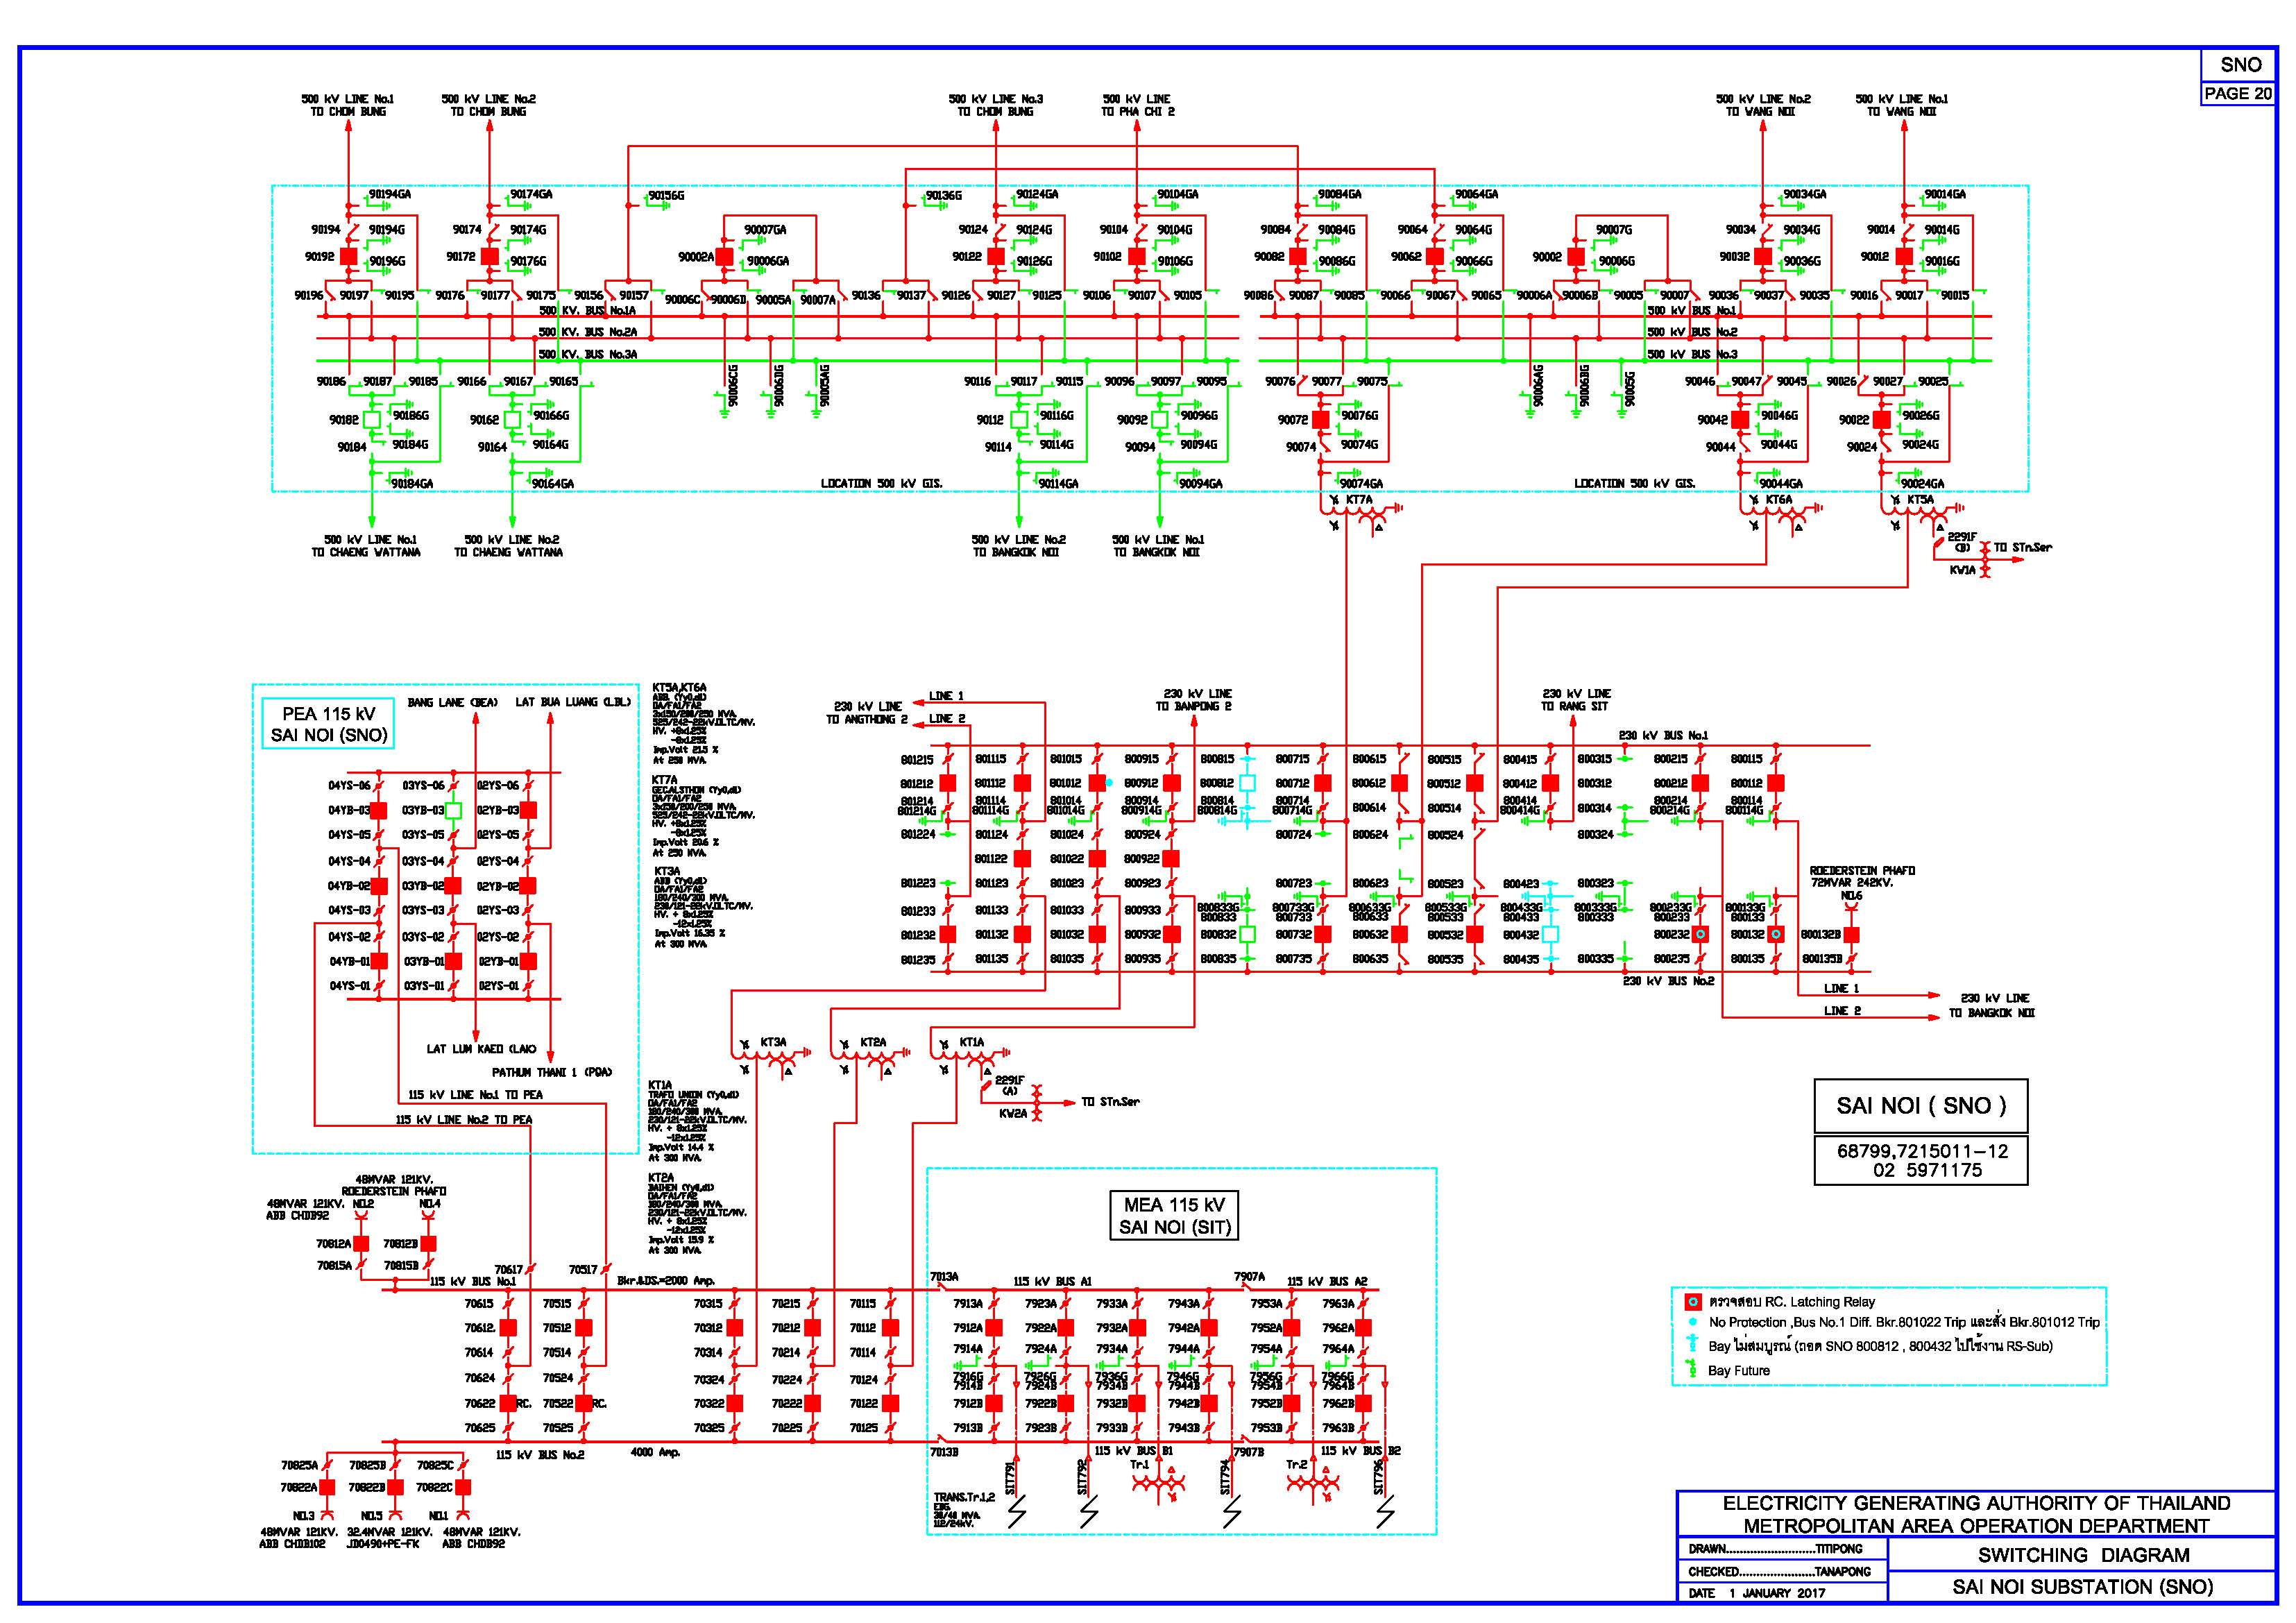 SNO
PAGE 20
500 kV LINE No.1
TO CHOM BUNG
500 kV LINE No.2
TO CHOM BUNG
500 kV LINE No.3
TO CHOM BUNG
500 kV LINE
TO PHA CHI 2
500 kV LINE No.2
TO WANG NOI
500 kV LINE No.1
TO WANG NOI
90194GA 90174GA 90156G 90136G 90124GA 90104GA 90084GA 90064GA 90034GA 90014GA
90194 90194G 90174 90174G 90007GA 90124 90124G 90104 90104G 90084 90084G 90064 90064G 90007G 90034 90034G 90014 90014G
90192 90196G 90172 90176G 90002A 90006GA 90122 90126G 90102 90106G 90082 90086G 90062 90066G 90002 90006G 90032 90036G 90012 90016G
90196 90197 90195 90176 90177 90175 90156 90157 90006C 90006D 90005A 90007A 90136 90137 90126 90127 90125 90106 90107 90105 90086 90087 90085 90066 90067 90065 90006A 90006B 90005 90007 90036 90037 90035 90016 90017 90015
500 KV. BUS No.1A 500 kV BUS No.1
500 KV. BUS No.2A 500 kV BUS No.2
500 KV. BUS No.3A 500 kV BUS No.3
90186 90187 90185 90166 90167 90165 90006CG 90006DG 90005AG 90116 90117 90115 90096 90097 90095 90076 90077 90075 90006AG 90006BG 90005G 90046 90047 90045 90026 90027 90025
90182 90186G 90162 90166G 90112 90116G 90092 90096G 90072 90076G 90042 90046G 90022 90026G
90184 90184G 90164 90164G 90114 90114G 90094 90094G 90074 90074G 90044 90044G 90024 90024G
90184GA 90164GA LOCATION 500 kV GIS. 90114GA 90094GA 90074GA LOCATION 500 kV GIS. 90044GA 90024GA
KT7A KT6A KT5A
500 kV LINE No.1
TO CHAENG WATTANA
500 kV LINE No.2
TO CHAENG WATTANA
500 kV LINE No.2
TO BANGKOK NOI
500 kV LINE No.1
TO BANGKOK NOI
2291F
(B)
TO STn.Ser
KW1A
PEA 115 kV
SAI NOI (SNO)
BANG LANE (BEA) LAT BUA LUANG (LBL)
04YS-06 03YS-06 02YS-06
04YB-03 03YB-03 02YB-03
04YS-05 03YS-05 02YS-05
04YS-04 03YS-04 02YS-04
04YB-02 03YB-02 02YB-02
04YS-03 03YS-03 02YS-03
04YS-02 03YS-02 02YS-02
04YB-01 03YB-01 02YB-01
04YS-01 03YS-01 02YS-01
LAT LUM KAEO (LAK)
PATHUM THANI 1 (PDA)
115 kV LINE No.1 TO PEA
115 kV LINE No.2 TO PEA
KT5A,KT6A
ABB. (Yy0,d1)
OA/FA1/FA2
3x150/200/250 MVA.
525/242-22kV.OLTC/HV.
HV. +8x1.25%
-8x1.25%
Imp.Volt 21.5 %
At 250 MVA.
KT7A
GEC.ALSTHOM (Yy0,d1)
OA/FA1/FA2
3x150/200/250 MVA.
525/242-22kV.OLTC/HV.
HV. +8x1.25%
-8x1.25%
Imp.Volt 20.6 %
At 250 MVA.
KT3A
ABB (Yy0,d1)
OA/FA1/FA2
180/240/300 MVA.
230/121-22kV.OLTC/HV.
HV. + 8x1.25%
-12x1.25%
Imp.Volt 16.35 %
At 300 MVA.
230 kV LINE
TO ANGTHONG 2
LINE 1
LINE 2
230 kV LINE
TO BANPONG 2
230 kV LINE
TO RANG SIT
230 kV BUS No.1
801215 801115 801015 800915 800815 800715 800615 800515 800415 800315 800215 800115
801212 801112 801012 800912 800812 800712 800612 800512 800412 800312 800212 800112
801214 801114 801014 800914 800814 800714 800614 800514 800414 800314 800214 800114
801214G 801114G 800914G 800814G 800714G 800414G 800214G 800114G
801224 801124 801024 800924 800724 800624 800524 800324
801122 801022 800922
801223 801123 801023 800923 800723 800623 800523 800423 800323
800833G 800733G 800633G 800533G 800433G 800333G 800233G 800133G
801233 801133 801033 800933 800833 800733 800633 800533 800433 800333 800233 800133
801232 801132 801032 800932 800832 800732 800632 800532 800432 800232 800132 800132B
801235 801135 801035 800935 800835 800735 800635 800535 800435 800335 800235 800135 800135B
ROEDERSTEIN PHAFO
72MVAR 242KV.
NO.6
230 kV BUS No.2
LINE 1
LINE 2
230 kV LINE
TO BANGKOK NOI
KT3A KT2A KT1A
2291F
(A)
TO STn.Ser
KW2A
KT1A
TRAFO UNION (Yy0,d1)
OA/FA1/FA2
180/240/300 MVA.
230/121-22kV.OLTC/HV.
HV. + 8x1.25%
-12x1.25%
Imp.Volt 14.4 %
At 300 MVA.
KT2A
DAIHEN (Yy0,d1)
OA/FA1/FA2
180/240/300 MVA.
230/121-22kV.OLTC/HV.
HV. + 8x1.25%
-12x1.25%
Imp.Volt 15.9 %
At 300 MVA.
SAI NOI ( SNO )
68799,7215011-12
02 5971175
48MVAR 121KV.
ROEDERSTEIN PHAFO
48MVAR 121KV. NO.2 NO.4
ABB CHDB92
70812A 70812B
70815A 70815B
115 kV BUS No.1
70617 70517
Bkr.&DS.=2000 Amp.
70615 70515 70315 70215 70115
70612. 70512 70312 70212 70112
70614 70514 70314 70214 70114
70624 70524 70324 70224 70124
70622 RC. 70522 RC. 70322 70222 70122
70625 70525 70325 70225 70125
115 kV BUS No.2
4000 Amp.
70825A 70825B 70825C
70822A 70822B 70822C
NO.3 NO.5 NO.1
48MVAR 121KV. 32.4MVAR 121KV. 48MVAR 121KV.
ABB CHDB102 JD0490+PE-FK ABB CHDB92
MEA 115 kV
SAI NOI (SIT)
7013A 115 kV BUS A1 7907A 115 kV BUS A2
7913A 7923A 7933A 7943A 7953A 7963A
7912A 7922A 7932A 7942A 7952A 7962A
7914A 7924A 7934A 7944A 7954A 7964A
7916G 7926G 7936G 7946G 7956G 7966G
7914B 7924B 7934B 7944B 7954B 7964B
7912B 7922B 7932B 7942B 7952B 7962B
7913B 7923B 7933B 7943B 7953B 7963B
7013B 115 kV BUS B1 7907B 115 kV BUS B2
SIT791 SIT792 Tr.1 SIT794 Tr.2 SIT796
TRANS.Tr.1,2
112/24kV.
ตรวจสอบ RC. Latching Relay
No Protection ,Bus No.1 Diff. Bkr.801022 Trip และสั่ง Bkr.801012 Trip
Bay ไม่สมบูรณ์ (ถอด SNO 800812 , 800432 ไปใช้งาน RS-Sub)
Bay Future
ELECTRICITY GENERATING AUTHORITY OF THAILAND
METROPOLITAN AREA OPERATION DEPARTMENT
DRAWN..........................TITIPONG
CHECKED......................TANAPONG
DATE 1 JANUARY 2017
SWITCHING DIAGRAM
SAI NOI SUBSTATION (SNO)